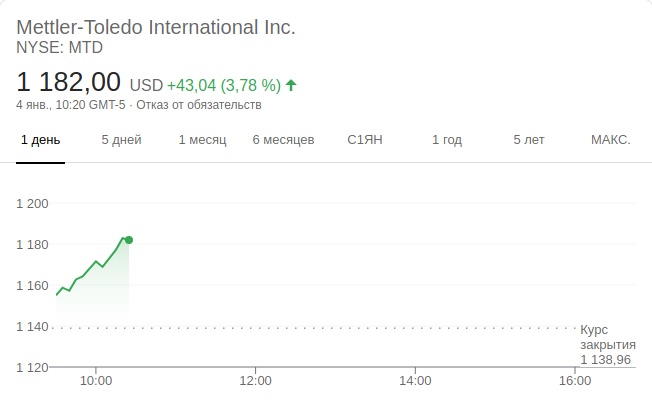 Mettler-Toledo International Inc.
NYSE: MTD
1 182,00 USD +43,04 (3,78 %)
4 янв., 10:20 GMT-5 · Отказ от обязательств
1 день 5 дней 1 месяц 6 месяцев С1ЯН 1 год 5 лет МАКС.
1 200
1 180
1 160
1 140
Курс
закрытия
1 138,96
1 120
10:00 12:00 14:00 16:00